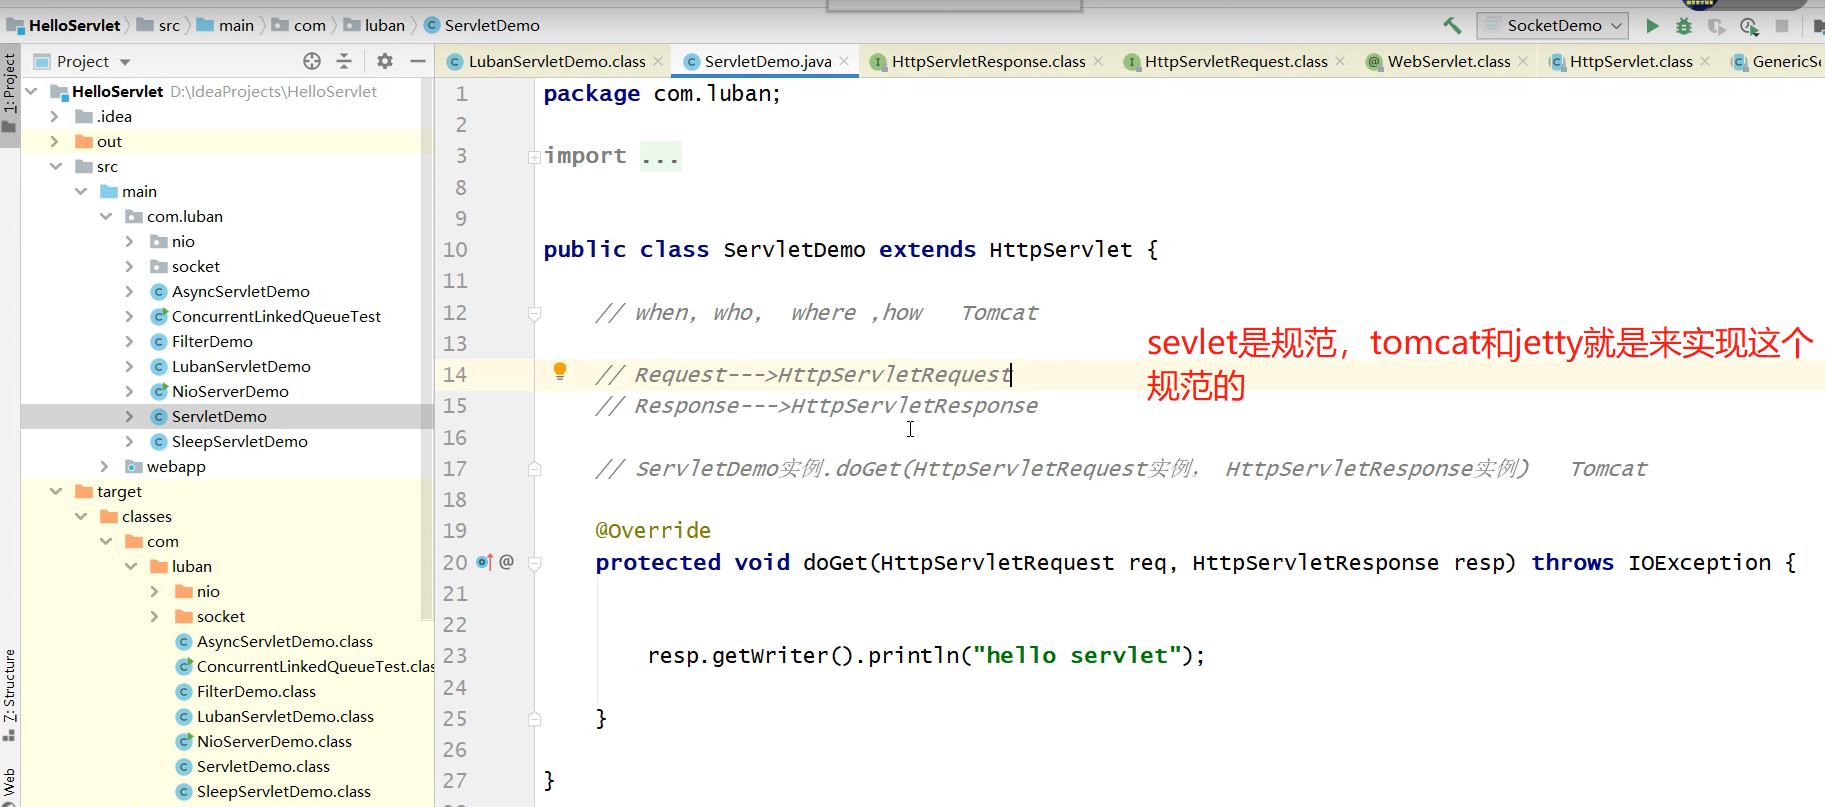 HelloServlet src main com luban ServletDemo
SocketDemo
Project
LubanServletDemo.class ServletDemo.java HttpServletResponse.class HttpServletRequest.class WebServlet.class HttpServlet.class GenericSe
1: Project
Z: Structure
Web
HelloServlet D:\IdeaProjects\HelloServlet
.idea
out
src
main
com.luban
nio
socket
AsyncServletDemo
ConcurrentLinkedQueueTest
FilterDemo
LubanServletDemo
NioServerDemo
ServletDemo
SleepServletDemo
webapp
target
classes
com
luban
nio
socket
AsyncServletDemo.class
ConcurrentLinkedQueueTest.clas
FilterDemo.class
LubanServletDemo.class
NioServerDemo.class
ServletDemo.class
SleepServletDemo.class
1 package com.luban;
2
3 import ...
8
9
10 public class ServletDemo extends HttpServlet {
11
12 // when, who, where ,how Tomcat
13
14 // Request--->HttpServletRequest
15 // Response--->HttpServletResponse
16
17 // ServletDemo实例.doGet(HttpServletRequest实例, HttpServletResponse实例) Tomcat
18
19 @Override
20 protected void doGet(HttpServletRequest req, HttpServletResponse resp) throws IOException {
21
22
23 resp.getWriter().println("hello servlet");
24
25 }
26
27 }
sevlet是规范，tomcat和jetty就是来实现这个
规范的